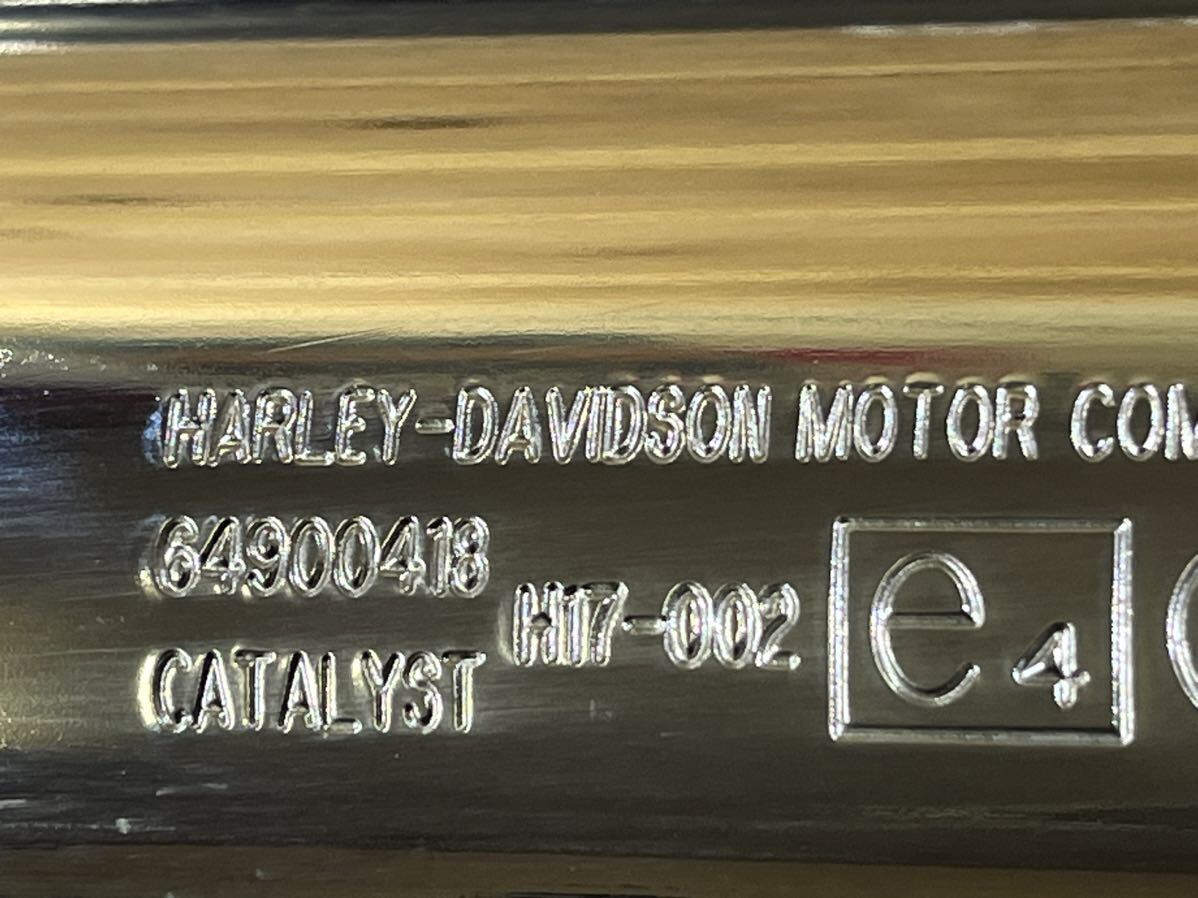 HARLEY-DAVIDSON MOTOR COM
64900418
H17-002
CATALYST
e4